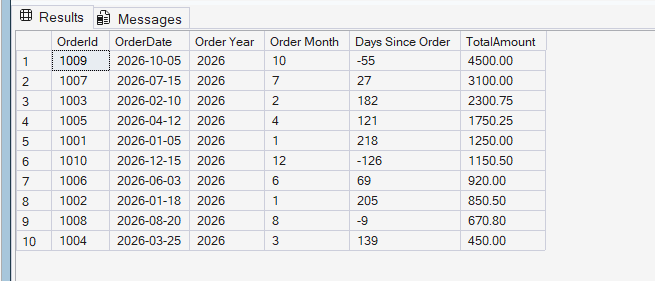 Results Messages
OrderId OrderDate Order Year Order Month Days Since Order TotalAmount
1 1009 2026-10-05 2026 10 -55 4500.00
2 1007 2026-07-15 2026 7 27 3100.00
3 1003 2026-02-10 2026 2 182 2300.75
4 1005 2026-04-12 2026 4 121 1750.25
5 1001 2026-01-05 2026 1 218 1250.00
6 1010 2026-12-15 2026 12 -126 1150.50
7 1006 2026-06-03 2026 6 69 920.00
8 1002 2026-01-18 2026 1 205 850.50
9 1008 2026-08-20 2026 8 -9 670.80
10 1004 2026-03-25 2026 3 139 450.00